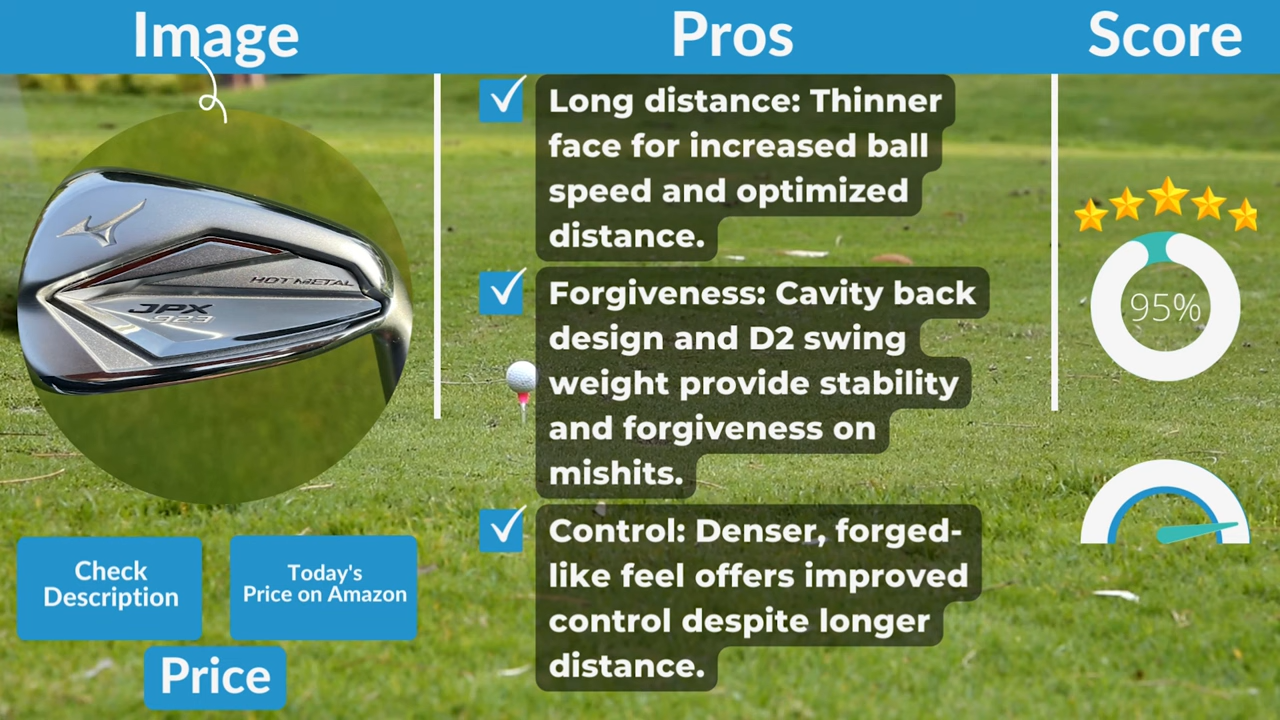 Image
Pros
Score
HOT METAL
JPX
923
Long distance: Thinner
face for increased ball
speed and optimized
distance.
Forgiveness: Cavity back
design and D2 swing
weight provide stability
and forgiveness on
mishits.
Control: Denser, forged-
like feel offers improved
control despite longer
distance.
95%
Check
Description
Today's
Price on Amazon
Price